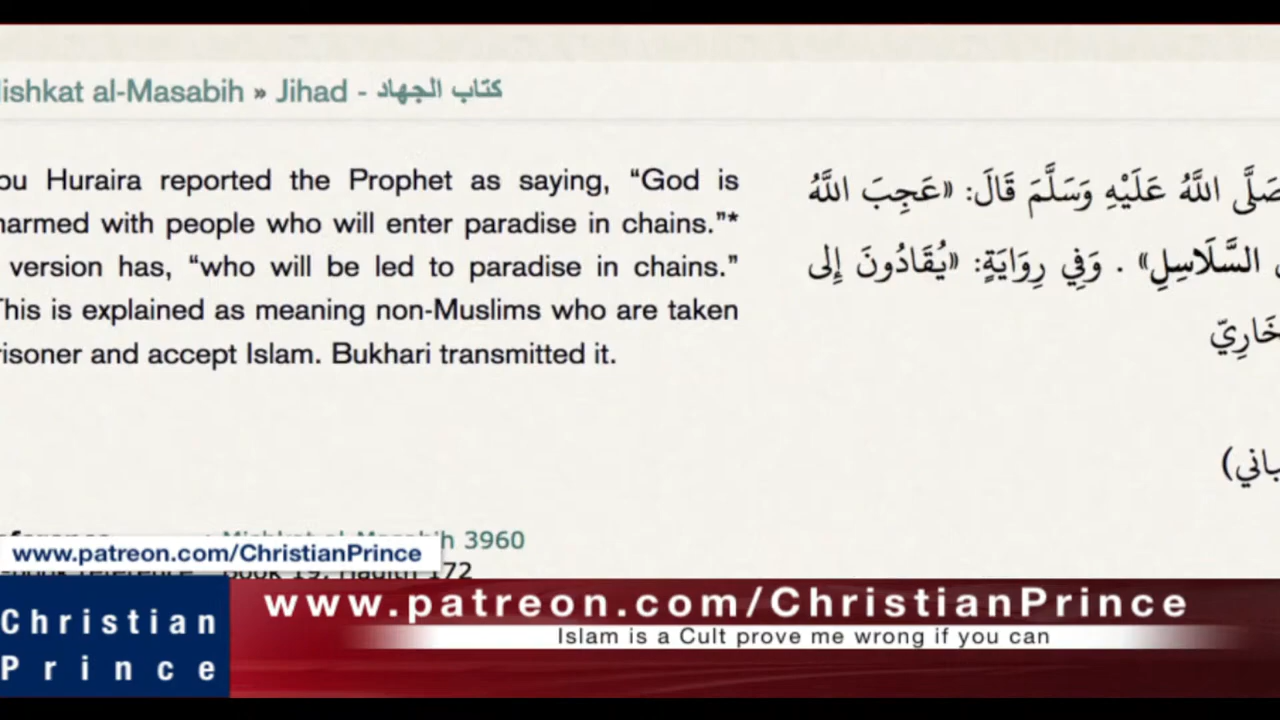 ishkat al-Masabih » Jihad - كتاب الجهاد
ou Huraira reported the Prophet as saying, “God is
harmed with people who will enter paradise in chains.”*
version has, “who will be led to paradise in chains.”
This is explained as meaning non-Muslims who are taken
risoner and accept Islam. Bukhari transmitted it.
صَلَّى اللَّهُ عَلَيْهِ وَسَلَّمَ قَالَ: «عَجِبَ اللَّهُ
السَّلَاسِلِ» . وَفِي رِوَايَةٍ: «يُقَادُونَ إِلَى
خَارِيّ
باني)
Mishkat al-Masabih 3960
Book 19, Hadith 172
www.patreon.com/ChristianPrince
Christian
Prince
www.patreon.com/ChristianPrince
Islam is a Cult prove me wrong if you can